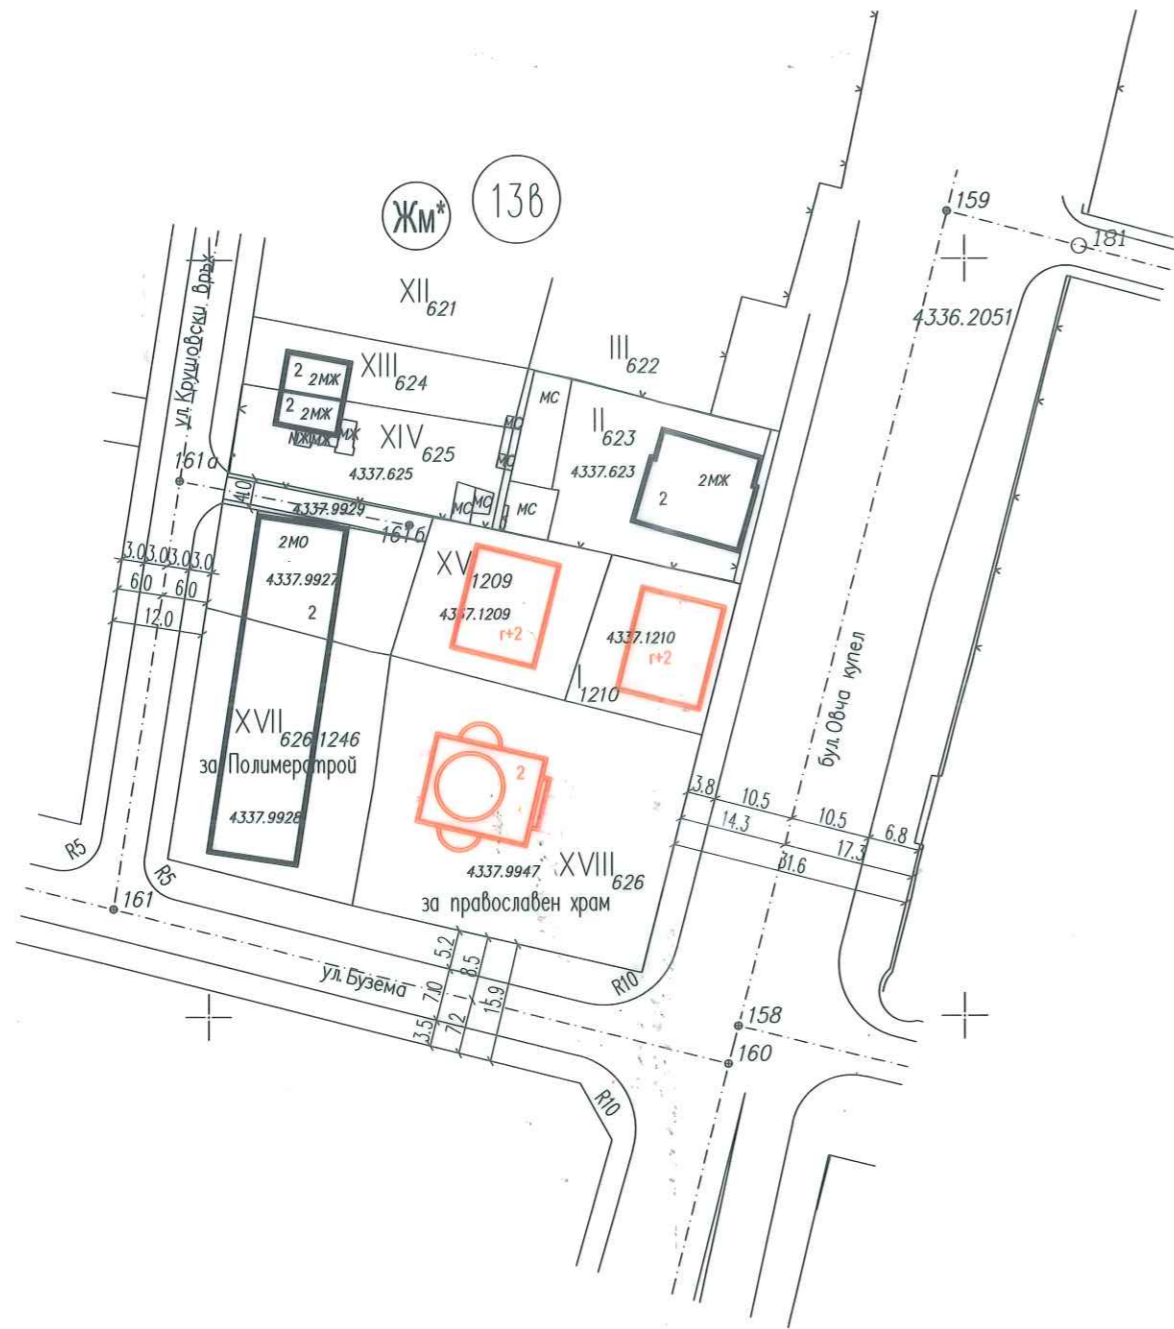 159
181
4336.2051
Жм*
13в
XII 621
III 622
ул. Крушовски връх
2 2МЖ
2 2МЖ
XIII 624
МС
II 623
МЖ МЖ
XIV 625
МС
МС
4337.625
4337.623
2МЖ
2
161а
4.0
4337.9929
161б
МС МС
МС
2МО
4337.9927
2
XV 1209
4337.1209
г+2
4337.1210
г+2
I 1210
3.0 3.0 3.0 3.0
6.0 6.0
12.0
XVII 626,1246
за Полимерстрой
4337.9928
2
4337.9947
XVIII 626
за православен храм
бул. Овча купел
3.8 10.5 10.5 6.8
14.3 17.3
31.6
R5
R5
161
ул. Бузема
5.2 8.5
7.0 15.9
3.5 7.2
R10
158
160
R10